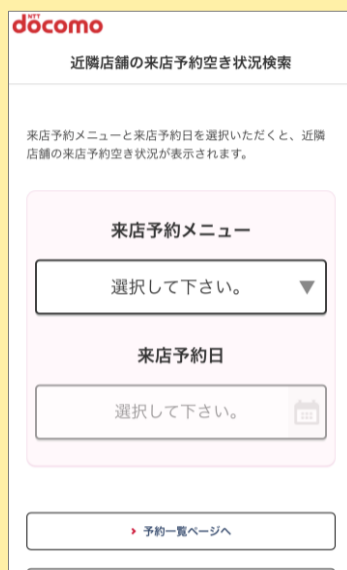 NTT
döcomo
近隣店舗の来店予約空き状況検索
来店予約メニューと来店予約日を選択いただくと、近隣
店舗の来店予約空き状況が表示されます。
来店予約メニュー
選択して下さい。
来店予約日
選択して下さい。
予約一覧ページへ